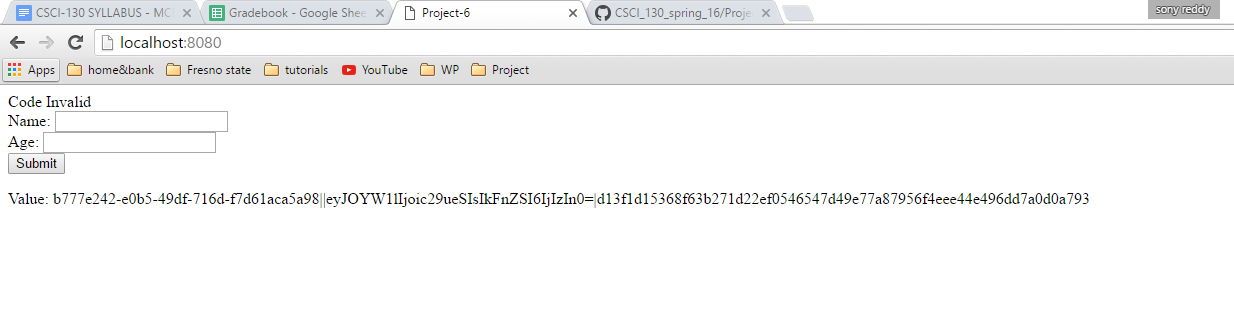 CSCI-130 SYLLABUS - MC
Gradebook - Google Shee
Project-6
CSCI_130_spring_16/Proje
sony reddy
localhost:8080
Apps home&bank Fresno state tutorials YouTube WP Project
Code Invalid
Name:
Age:
Submit
Value: b777e242-e0b5-49df-716d-f7d61aca5a98||eyJOYW1lIjoic29ueSIsIkFnZSI6IjIzIn0=|d13f1d15368f63b271d22ef0546547d49e77a87956f4eee44e496dd7a0d0a793